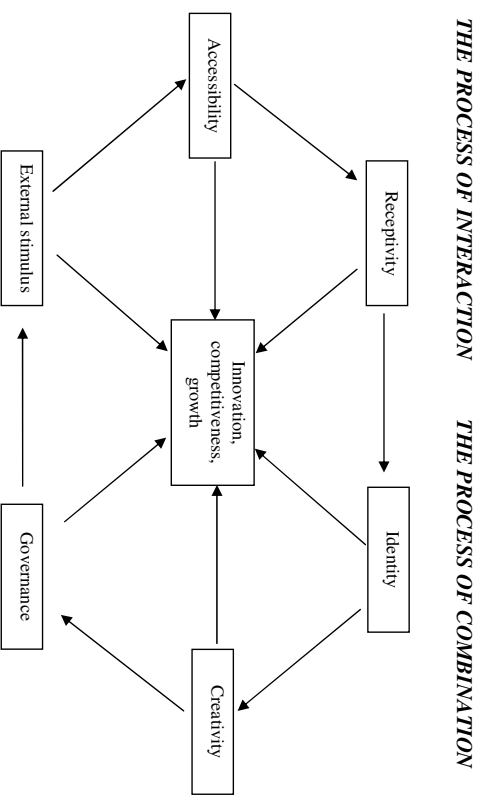 THE PROCESS OF INTERACTION
THE PROCESS OF COMBINATION
Receptivity
Identity
Accessibility
Innovation,
competitiveness,
growth
Creativity
External stimulus
Governance